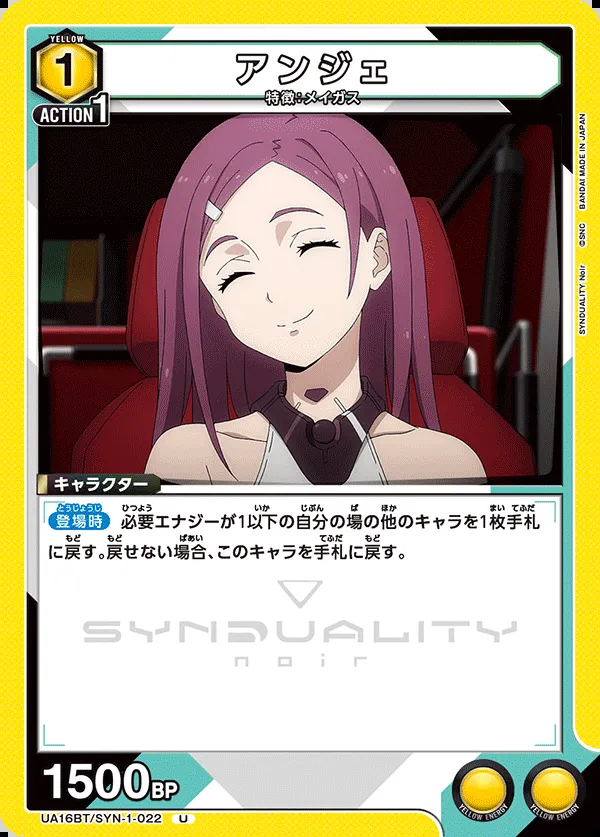 YELLOW
1
ACTION 1
アンジェ
特徴:メイガス
SYNDUALITY Noir ©SNC BANDAI MADE IN JAPAN
キャラクター
登場時 必要エナジーが1以下の自分の場の他のキャラを1枚手札
に戻す。戻せない場合、このキャラを手札に戻す。
SYNDUALITY
noir
1500BP
YELLOW ENERGY
YELLOW ENERGY
UA16BT/SYN-1-022 U